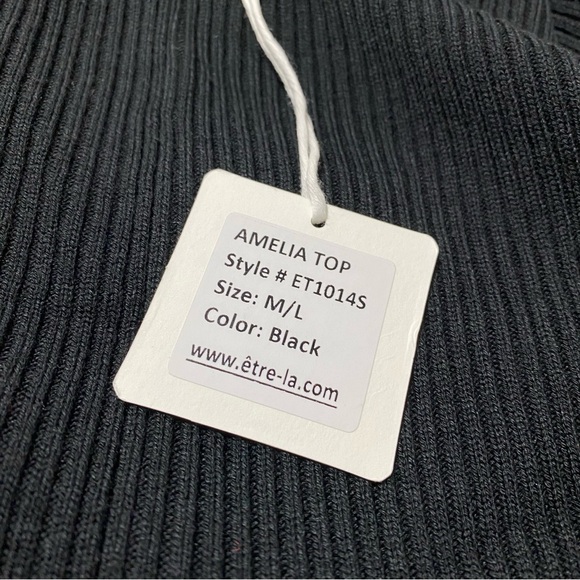 AMELIA TOP
Style # ET1014S
Size: M/L
Color: Black
www.être-la.com